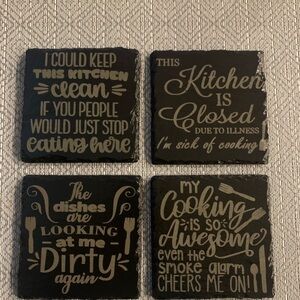 I COULD KEEP
THIS KITCHEN
clean
IF YOU PEOPLE
WOULD JUST STOP
eating here
THIS
Kitchen
IS
Closed
DUE TO ILLNESS
I'm sick of cooking
The
dishes
are
LOOKING
at me
Dirty
again
MY
Cooking
IS SO
Awesome
even the
smoke alarm
CHEERS ME ON!